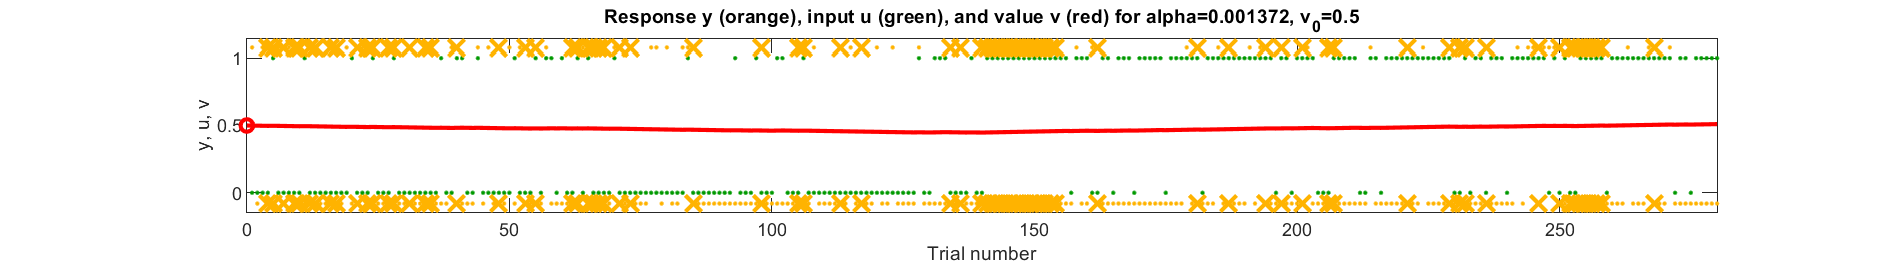 Response y (orange), input u (green), and value v (red) for alpha=0.001372, v0=0.5
y, u, v
1
0.5
0
0 50 100 150 200 250
Trial number